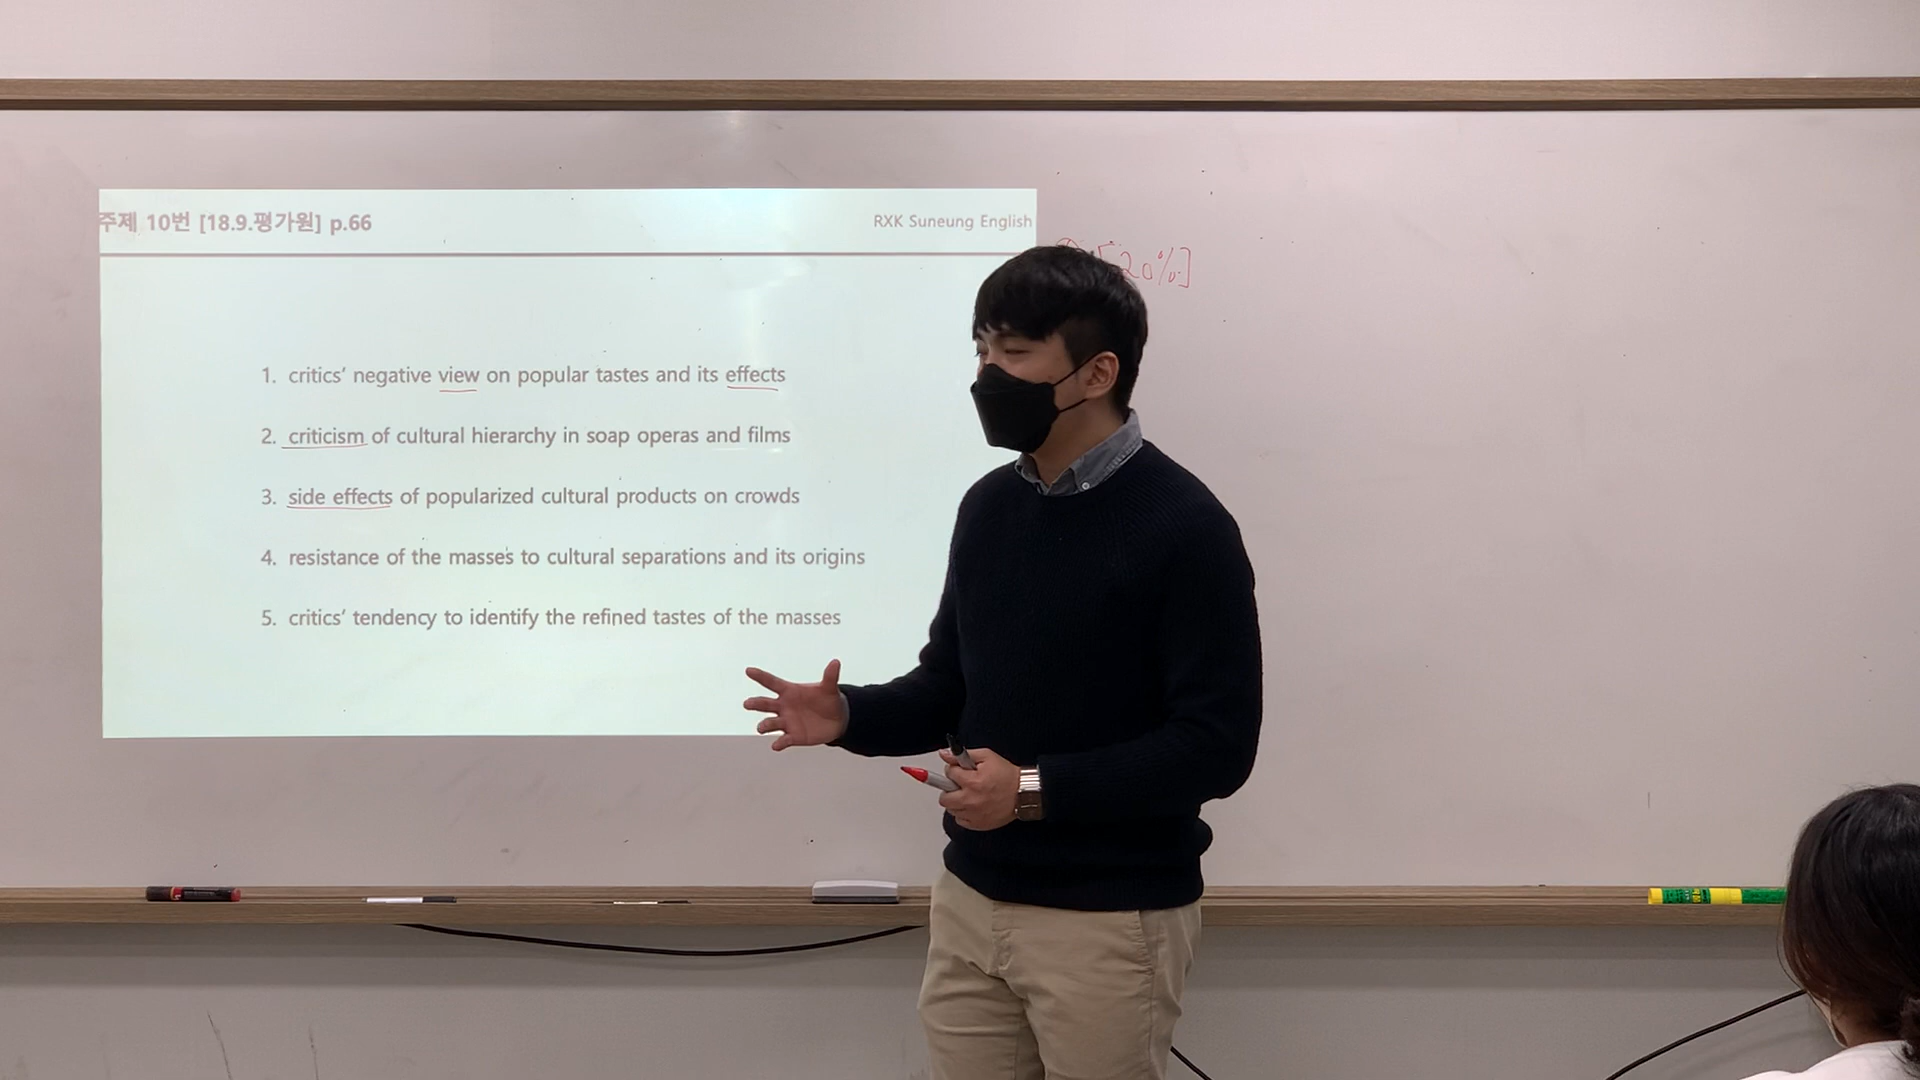 주제 10번 [18.9.평가원] p.66
RXK Suneung English
[20%]
1. critics’ negative view on popular tastes and its effects
2. criticism of cultural hierarchy in soap operas and films
3. side effects of popularized cultural products on crowds
4. resistance of the masses to cultural separations and its origins
5. critics’ tendency to identify the refined tastes of the masses